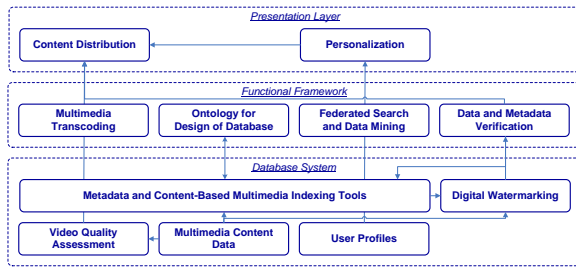 Presentation Layer
Content Distribution
Personalization
Functional Framework
Multimedia
Transcoding
Ontology for
Design of Database
Federated Search
and Data Mining
Data and Metadata
Verification
Database System
Metadata and Content-Based Multimedia Indexing Tools
Digital Watermarking
Video Quality
Assessment
Multimedia Content
Data
User Profiles